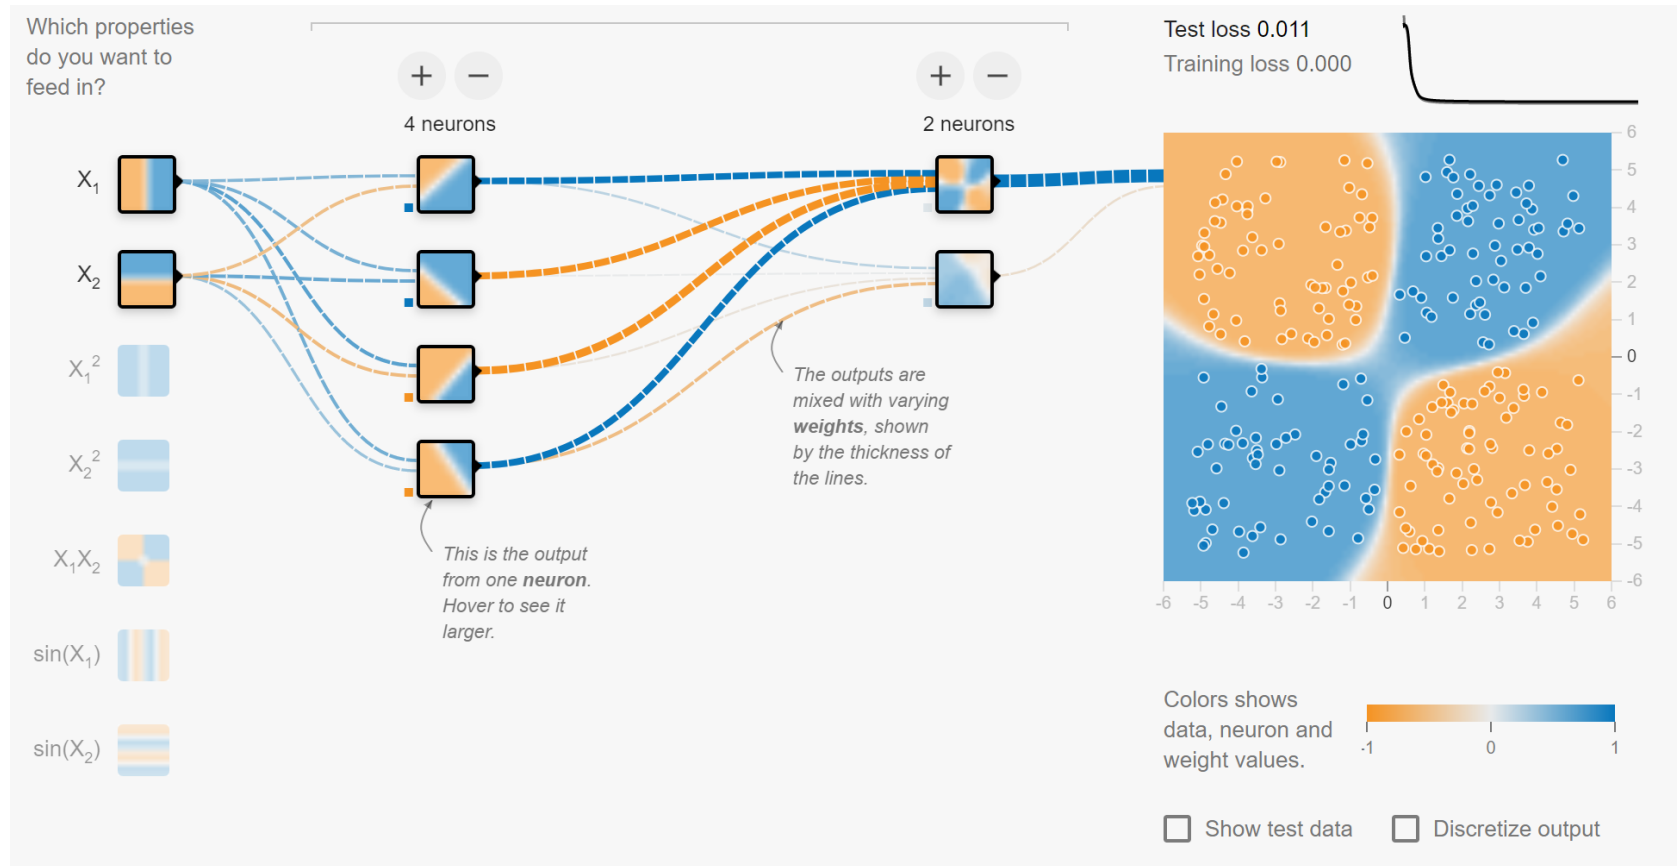 Which properties
do you want to
feed in?
+ −
4 neurons
+ −
2 neurons
Test loss 0.011
Training loss 0.000
X1
X2
X1^2
X2^2
X1X2
sin(X1)
sin(X2)
The outputs are
mixed with varying
weights, shown
by the thickness of
the lines.
This is the output
from one neuron.
Hover to see it
larger.
6
5
4
3
2
1
0
-1
-2
-3
-4
-5
-6
-6 -5 -4 -3 -2 -1 0 1 2 3 4 5 6
Colors shows
data, neuron and
weight values.
-1 0 1
Show test data
Discretize output